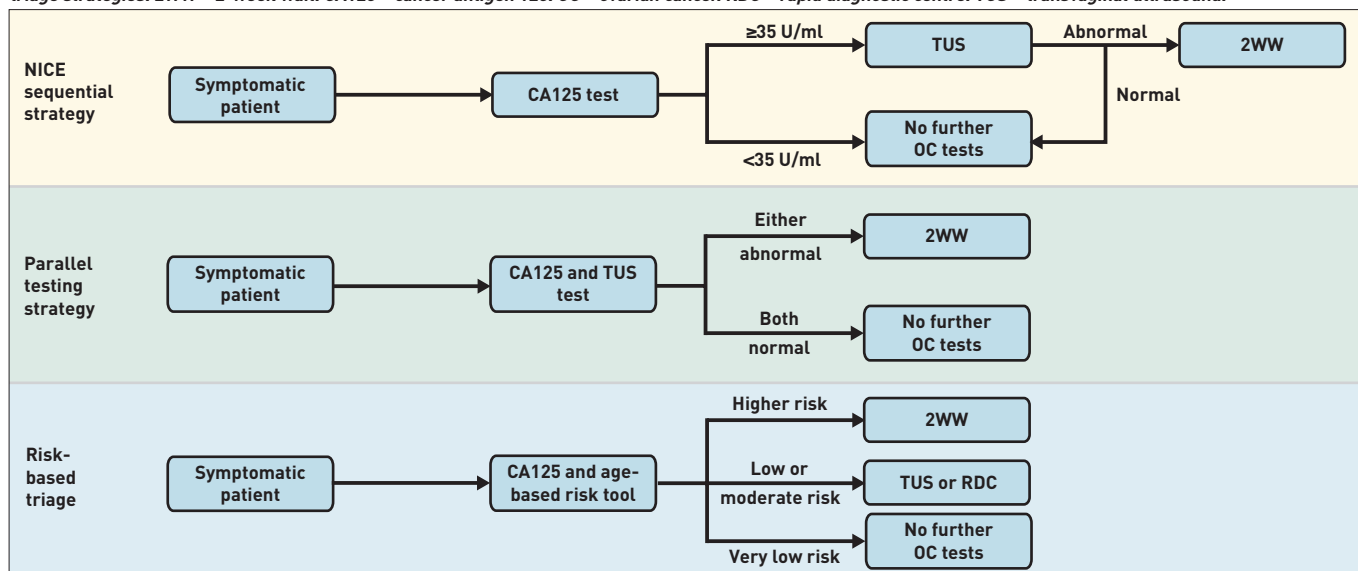 NICE
sequential
strategy
Symptomatic
patient
CA125 test
≥35 U/ml
<35 U/ml
TUS
No further
OC tests
Abnormal
Normal
2WW
Parallel
testing
strategy
Symptomatic
patient
CA125 and TUS
test
Either
abnormal
Both
normal
2WW
No further
OC tests
Risk-
based
triage
Symptomatic
patient
CA125 and age-
based risk tool
Higher risk
Low or
moderate risk
Very low risk
2WW
TUS or RDC
No further
OC tests